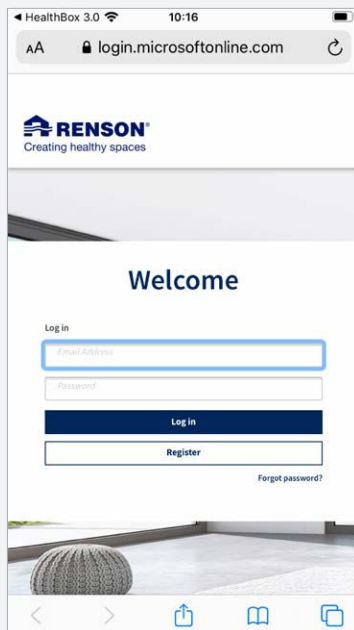 ◀ HealthBox 3.0 10:16
AA login.microsoftonline.com
RENSON®
Creating healthy spaces
Welcome
Log in
Email Address
Password
Log in
Register
Forgot password?